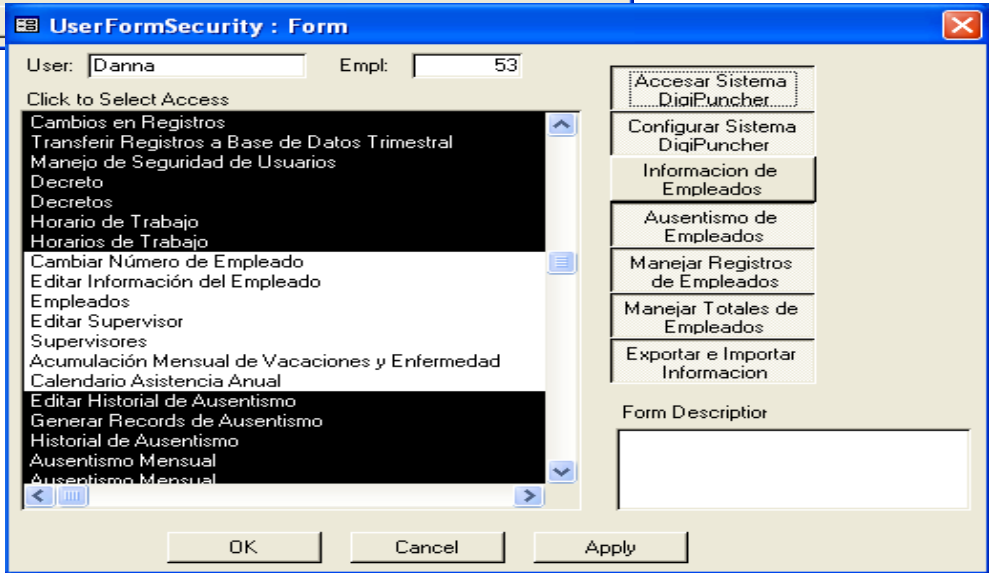 UserFormSecurity : Form
User: Danna Empl: 53
Click to Select Access
Cambios en Registros
Transferir Registros a Base de Datos Trimestral
Manejo de Seguridad de Usuarios
Decreto
Decretos
Horario de Trabajo
Horarios de Trabajo
Cambiar Número de Empleado
Editar Información del Empleado
Empleados
Editar Supervisor
Supervisores
Acumulación Mensual de Vacaciones y Enfermedad
Calendario Asistencia Anual
Editar Historial de Ausentismo
Generar Records de Ausentismo
Historial de Ausentismo
Ausentismo Mensual
Ausentismo Mensual
Accesar Sistema
DigiPuncher
Configurar Sistema
DigiPuncher
Informacion de
Empleados
Ausentismo de
Empleados
Manejar Registros
de Empleados
Manejar Totales de
Empleados
Exportar e Importar
Informacion
Form Description
OK Cancel Apply